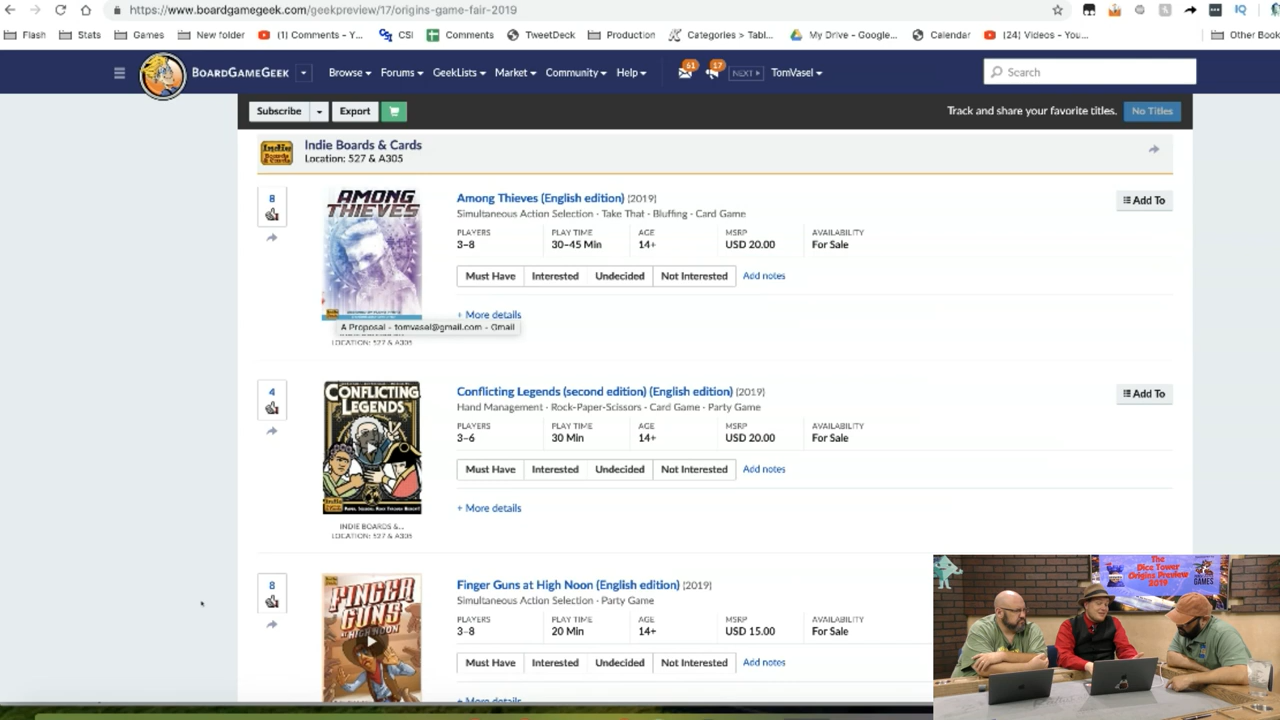 https://www.boardgamegeek.com/geekpreview/17/origins-game-fair-2019
Flash Stats Games New folder (1) Comments - Y... CSI Comments TweetDeck Production Categories > Tabl... My Drive - Google... Calendar (24) Videos - You... Other Book
BOARDGAMEGEEK Browse Forums GeekLists Market Community Help 61 17 NEXT TomVasel Search
Subscribe Export Track and share your favorite titles. No Titles
Indie Boards & Cards
Location: 527 & A305
8
AMONG THIEVES
Among Thieves (English edition) (2019)
Add To
Simultaneous Action Selection · Take That · Bluffing · Card Game
PLAYERS PLAY TIME AGE MSRP AVAILABILITY
3–8 30–45 Min 14+ USD 20.00 For Sale
Must Have Interested Undecided Not Interested Add notes
+ More details
A Proposal - tomvasel@gmail.com - Gmail
LOCATION: 527 & A305
4
CONFLICTING LEGENDS
Conflicting Legends (second edition) (English edition) (2019)
Add To
Hand Management · Rock-Paper-Scissors · Card Game · Party Game
PLAYERS PLAY TIME AGE MSRP AVAILABILITY
3–6 30 Min 14+ USD 20.00 For Sale
Must Have Interested Undecided Not Interested Add notes
+ More details
INDIE BOARDS &...
LOCATION: 527 & A305
8
FINGER GUNS AT HIGH NOON
Finger Guns at High Noon (English edition) (2019)
Simultaneous Action Selection · Party Game
PLAYERS PLAY TIME AGE MSRP AVAILABILITY
3–8 20 Min 14+ USD 15.00 For Sale
Must Have Interested Undecided Not Interested Add notes
+ More details
The
Dice Tower
Origins Preview
2019
GAMES